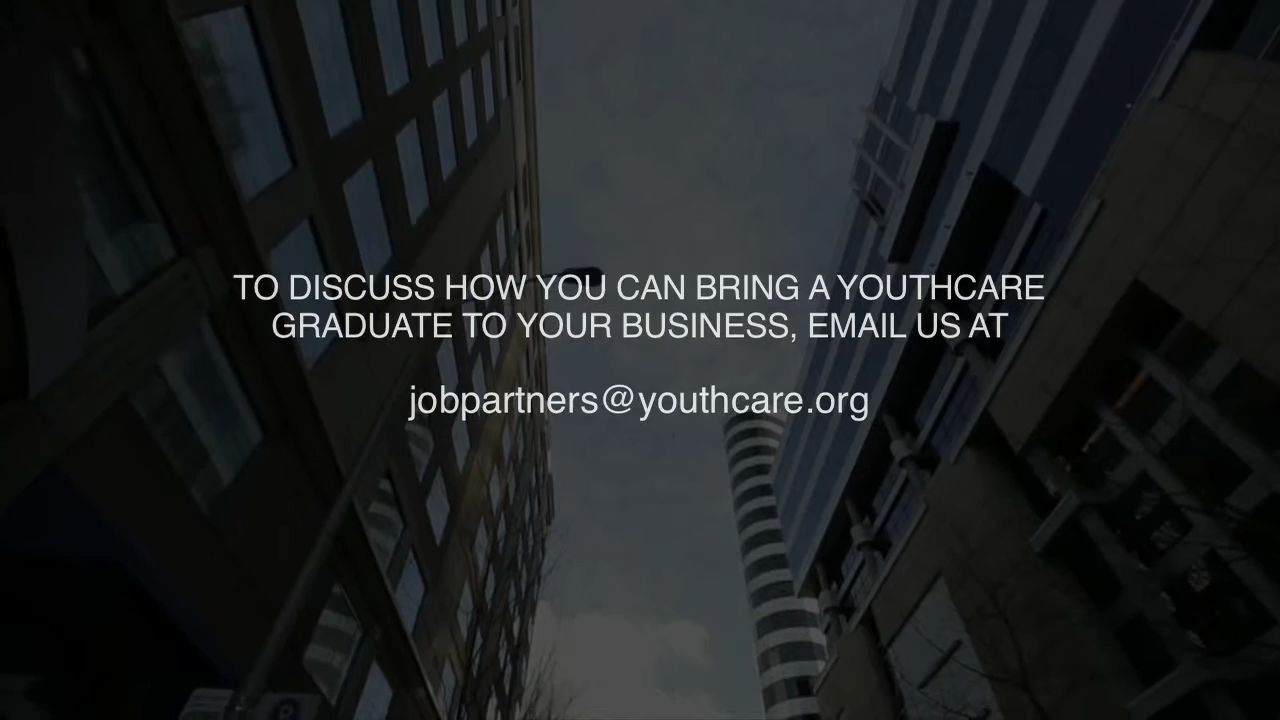 TO DISCUSS HOW YOU CAN BRING A YOUTHCARE
GRADUATE TO YOUR BUSINESS, EMAIL US AT
jobpartners@youthcare.org